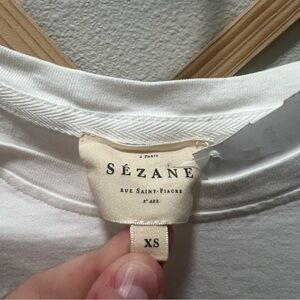 À PARIS
SÉZANE
RUE SAINT-FIACRE
2ᵉ ARR.
XS